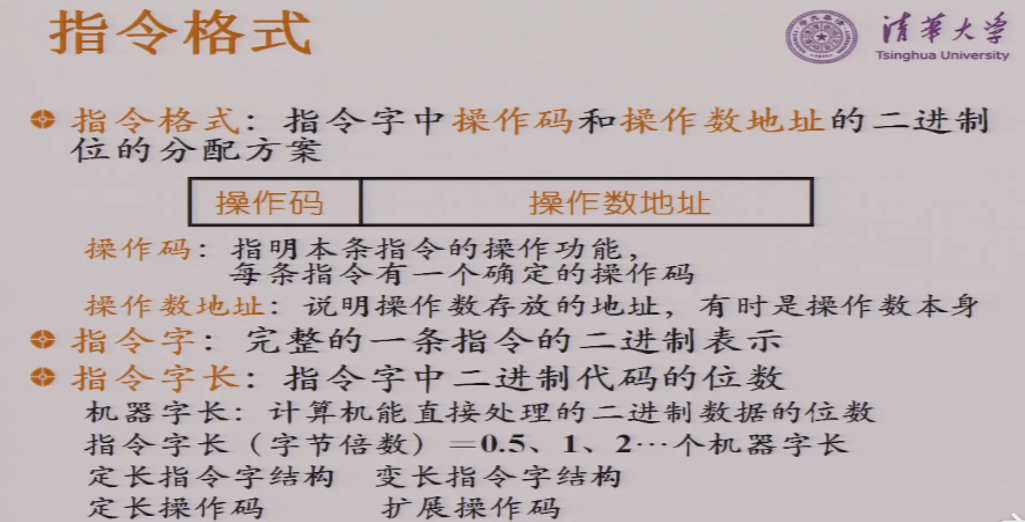 指令格式
清华大学
Tsinghua University
指令格式：指令字中操作码和操作数地址的二进制
位的分配方案
操作码 操作数地址
操作码：指明本条指令的操作功能，
每条指令有一个确定的操作码
操作数地址：说明操作数存放的地址，有时是操作数本身
指令字：完整的一条指令的二进制表示
指令字长：指令字中二进制代码的位数
机器字长：计算机能直接处理的二进制数据的位数
指令字长（字节倍数）=0.5、1、2…个机器字长
定长指令字结构 变长指令字结构
定长操作码 扩展操作码